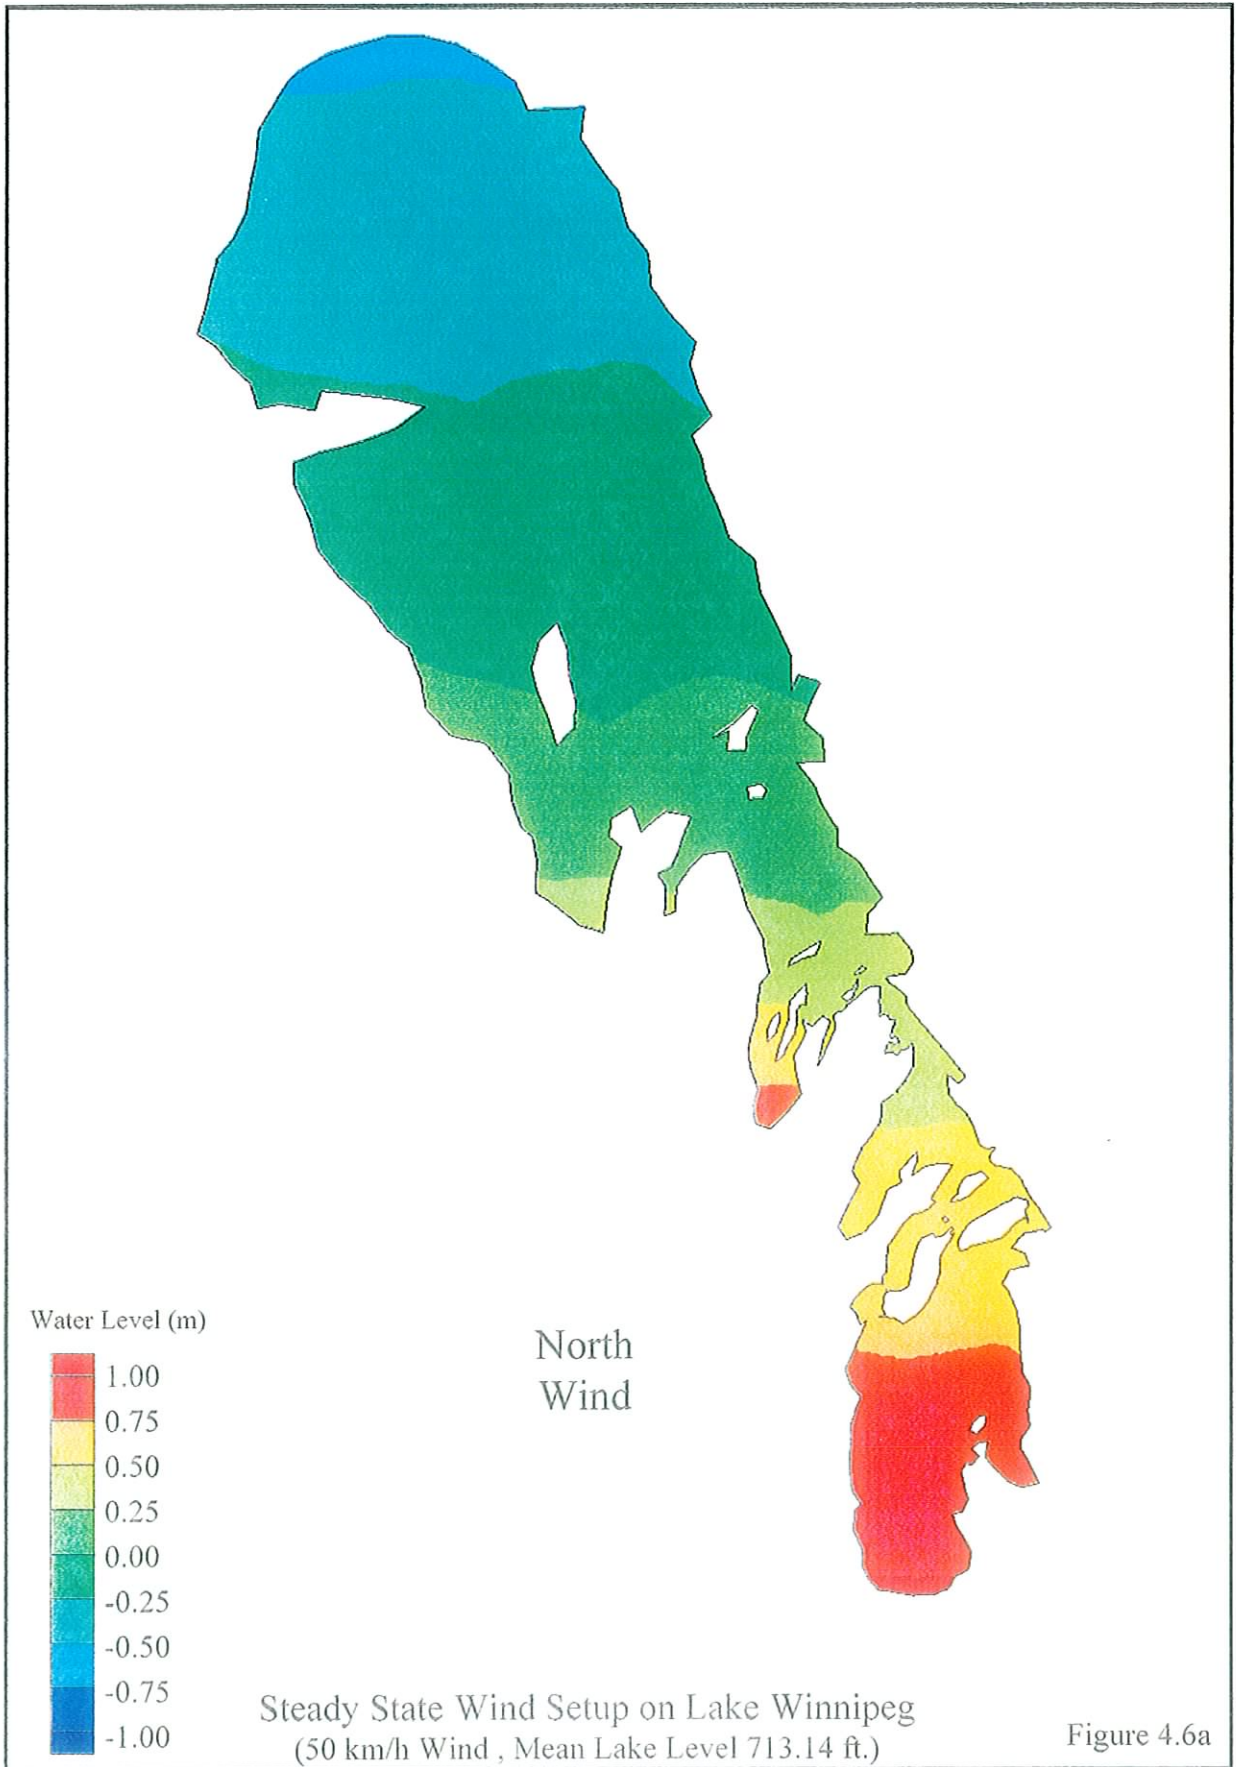 Water Level (m)
1.00
0.75
0.50
0.25
0.00
-0.25
-0.50
-0.75
-1.00
North
Wind
Steady State Wind Setup on Lake Winnipeg
(50 km/h Wind , Mean Lake Level 713.14 ft.)
Figure 4.6a